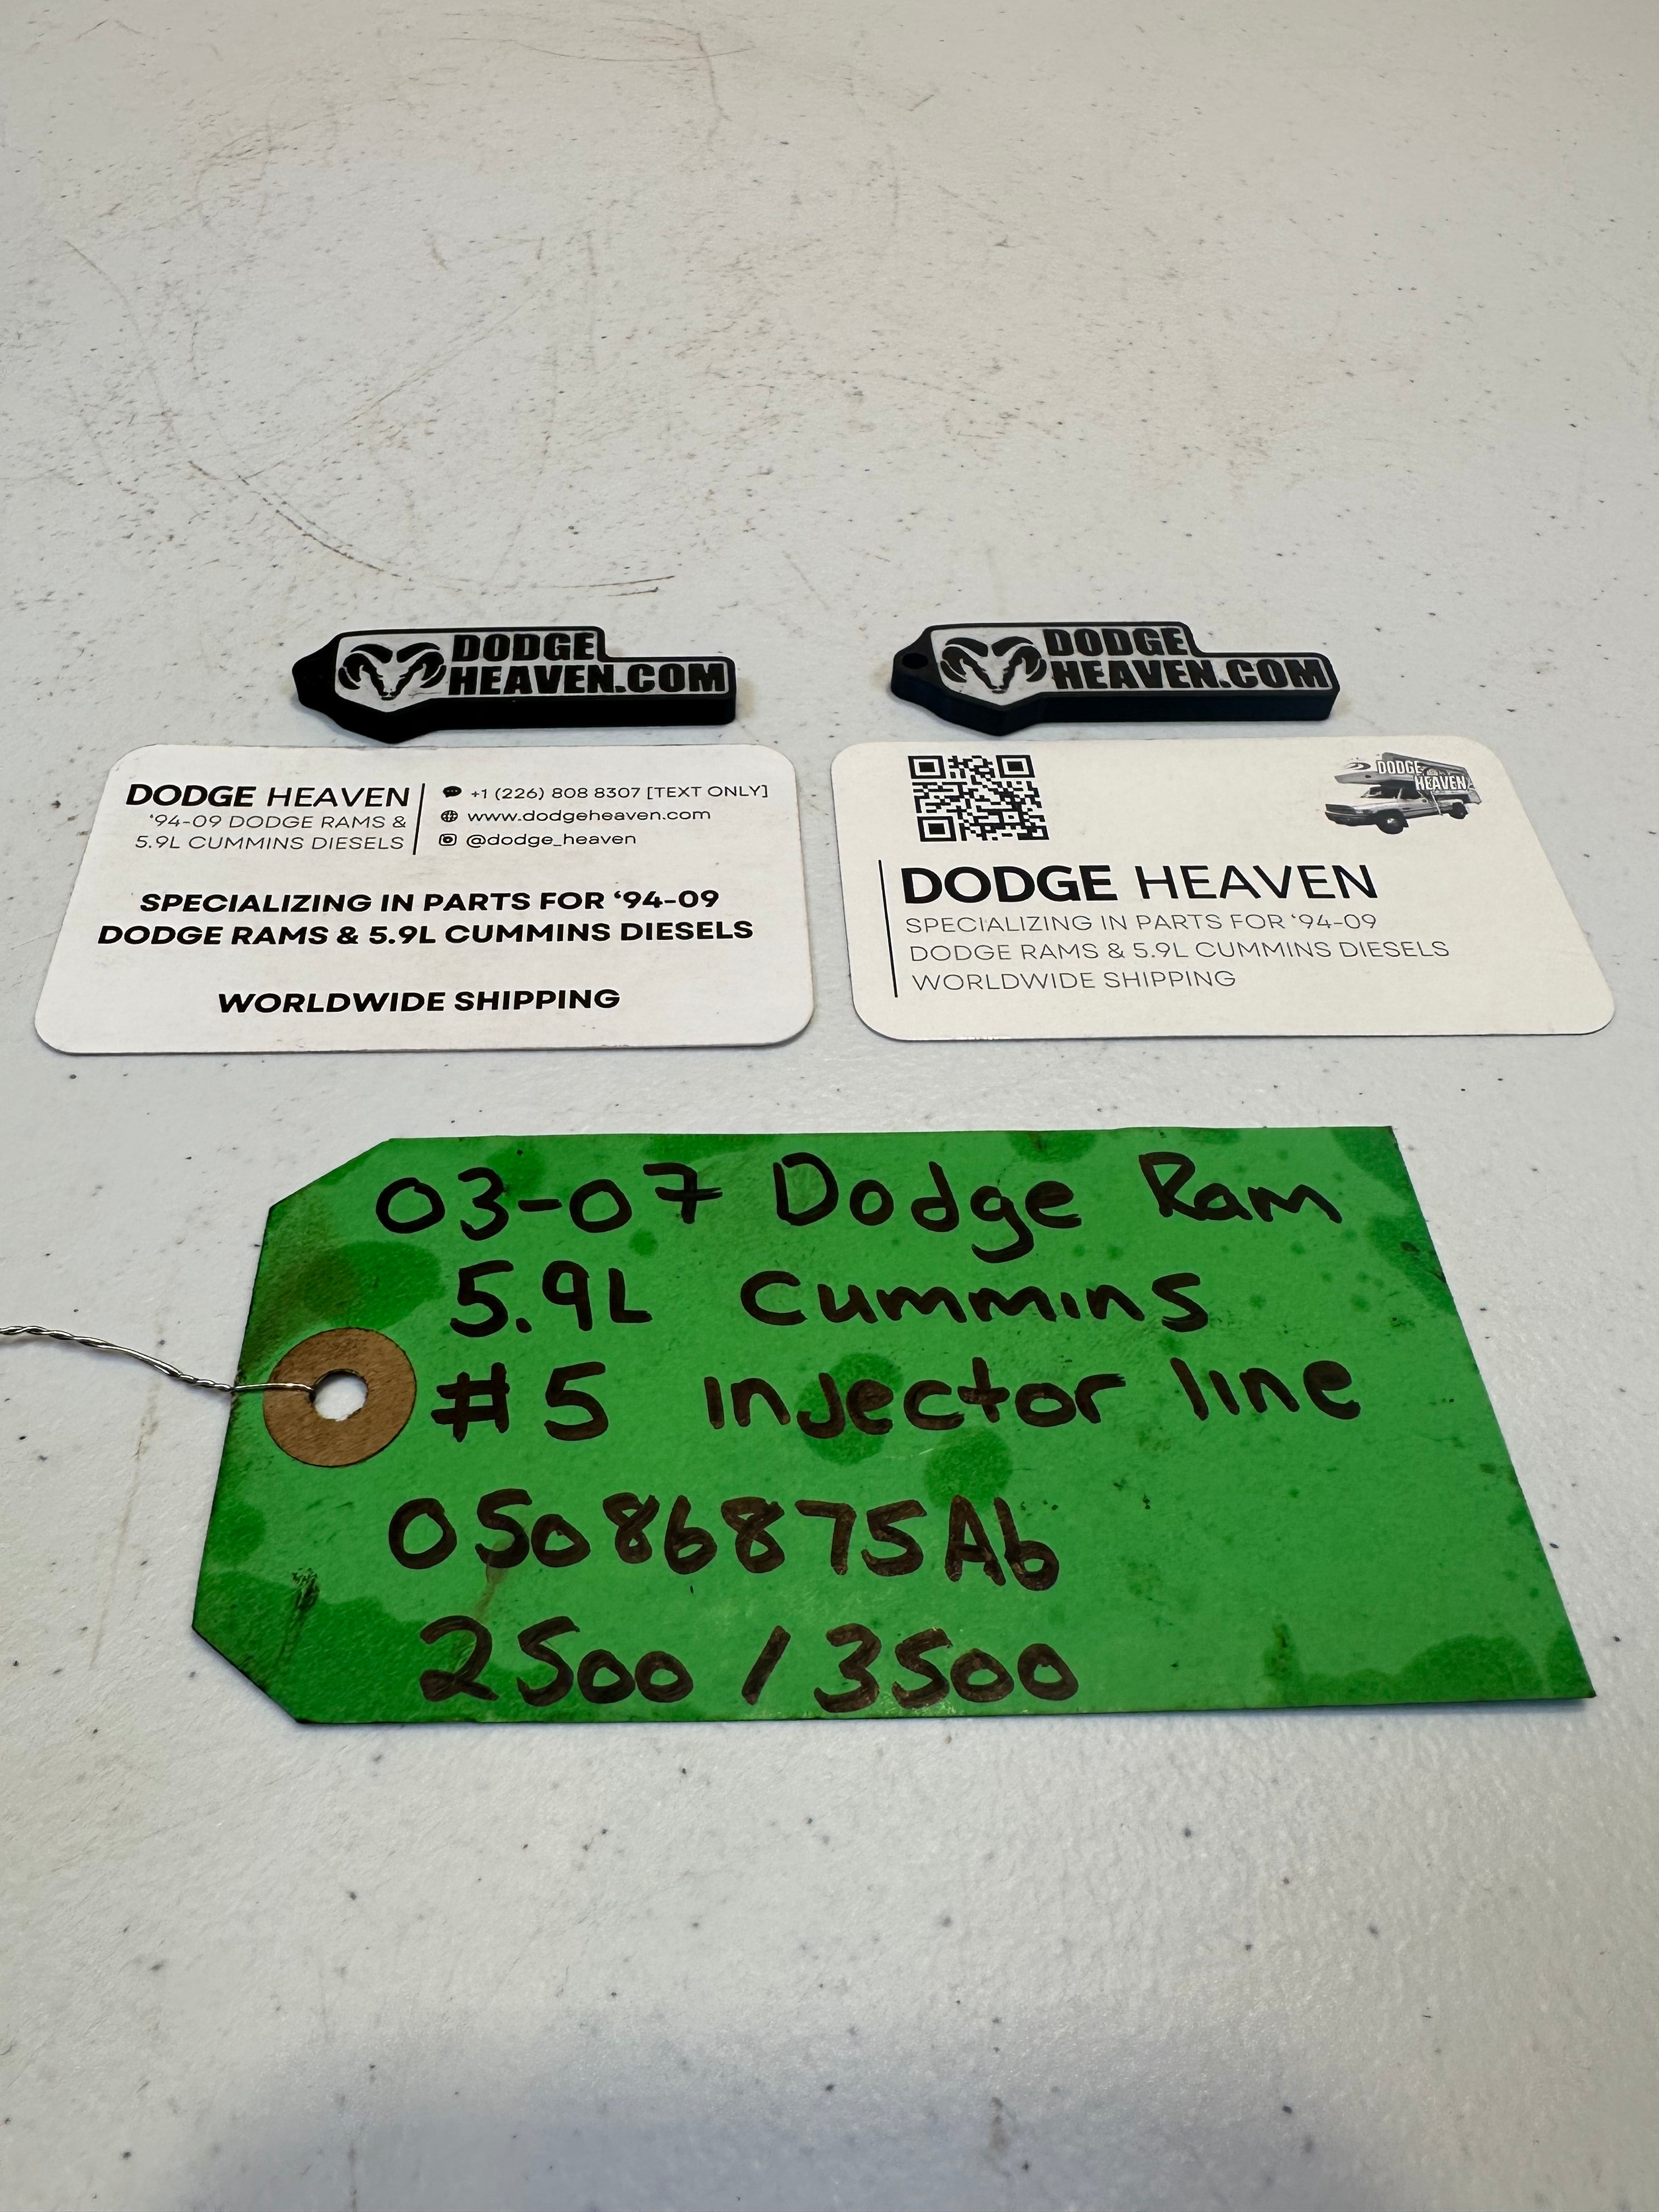 DODGE
HEAVEN.COM
DODGE
HEAVEN.COM
DODGE HEAVEN
‘94-09 DODGE RAMS &
5.9L CUMMINS DIESELS
+1 (226) 808 8307 [TEXT ONLY]
www.dodgeheaven.com
@dodge_heaven
SPECIALIZING IN PARTS FOR ‘94-09
DODGE RAMS & 5.9L CUMMINS DIESELS
WORLDWIDE SHIPPING
DODGE
HEAVEN
DODGE HEAVEN
SPECIALIZING IN PARTS FOR ‘94-09
DODGE RAMS & 5.9L CUMMINS DIESELS
WORLDWIDE SHIPPING
03-07 Dodge Ram
5.9L Cummins
#5 injector line
05086875Ab
2500 / 3500